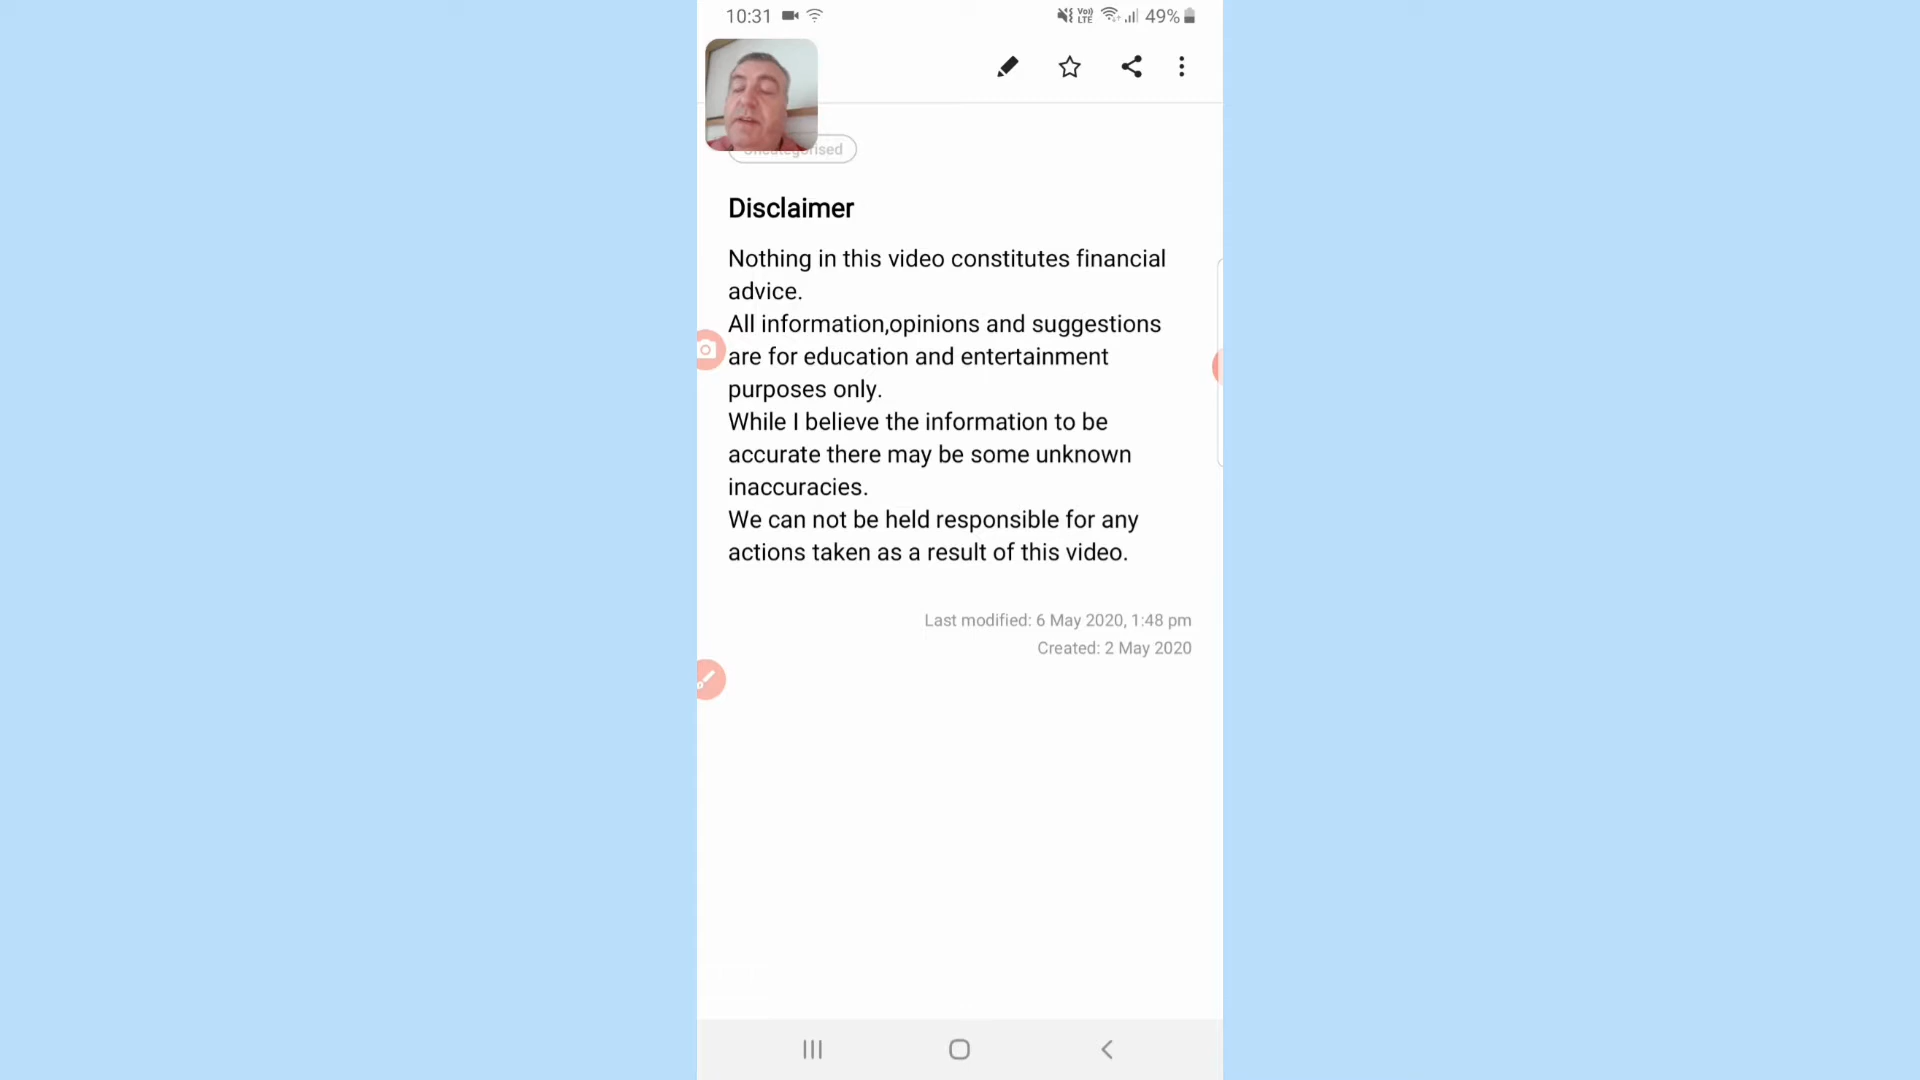 10:31
Vo)) LTE 49%
Uncategorised
Disclaimer
Nothing in this video constitutes financial
advice.
All information,opinions and suggestions
are for education and entertainment
purposes only.
While I believe the information to be
accurate there may be some unknown
inaccuracies.
We can not be held responsible for any
actions taken as a result of this video.
Last modified: 6 May 2020, 1:48 pm
Created: 2 May 2020